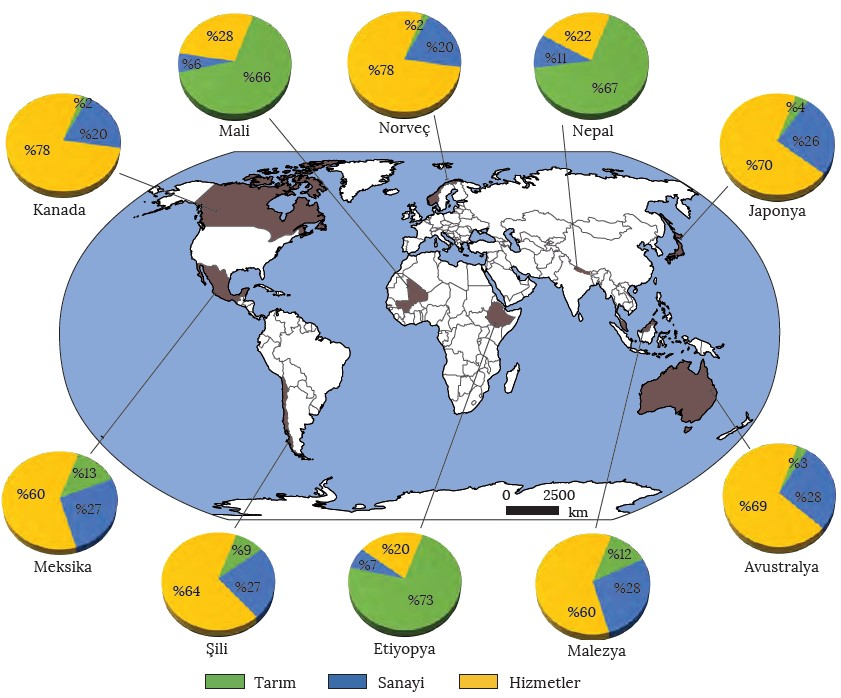 %28
%6
%66
Mali
%2
%20
%78
Norveç
%22
%11
%67
Nepal
%2
%20
%78
Kanada
%4
%26
%70
Japonya
0 2500
km
%13
%60
%27
Meksika
%9
%64
%27
Şili
%20
%7
%73
Etiyopya
%12
%28
%60
Malezya
%3
%69
%28
Avustralya
Tarım Sanayi Hizmetler